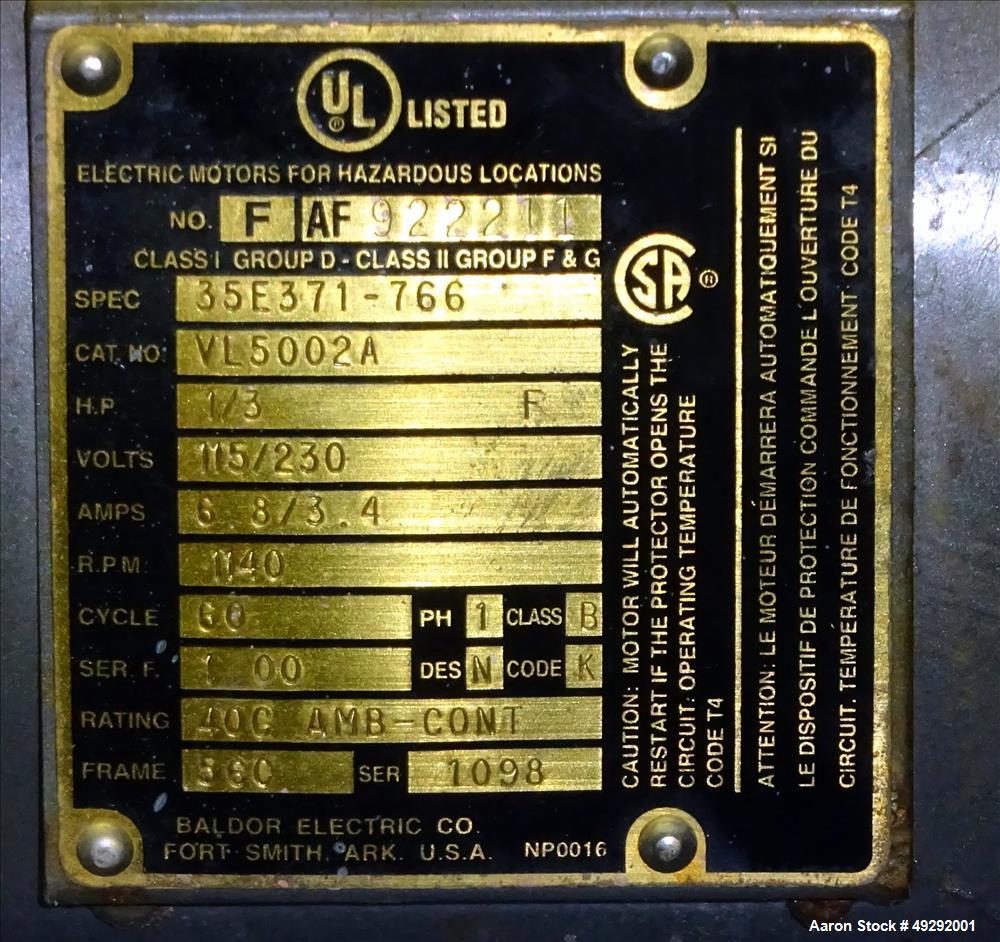 UL® LISTED
ELECTRIC MOTORS FOR HAZARDOUS LOCATIONS
NO. F AF 922211
CLASS I GROUP D - CLASS II GROUP F & G
SPEC 35E371-766
CAT. NO: VL5002A
H.P. 1/3 F
VOLTS 115/230
AMPS 6.8/3.4
R.P.M. 1140
CYCLE 60 PH 1 CLASS B
SER. F. 1.00 DES N CODE K
RATING 40C AMB-CONT
FRAME 56C SER 1098
BALDOR ELECTRIC CO.
FORT SMITH, ARK. U.S.A. NP0016
SA ®
CAUTION: MOTOR WILL AUTOMATICALLY
RESTART IF THE PROTECTOR OPENS THE
CIRCUIT. OPERATING TEMPERATURE
CODE T4
ATTENTION: LE MOTEUR DÉMARRERA AUTOMATIQUEMENT SI
LE DISPOSITIF DE PROTECTION COMMANDE L'OUVERTURE DU
CIRCUIT. TEMPÉRATURE DE FONCTIONNEMENT: CODE T4
Aaron Stock # 49292001